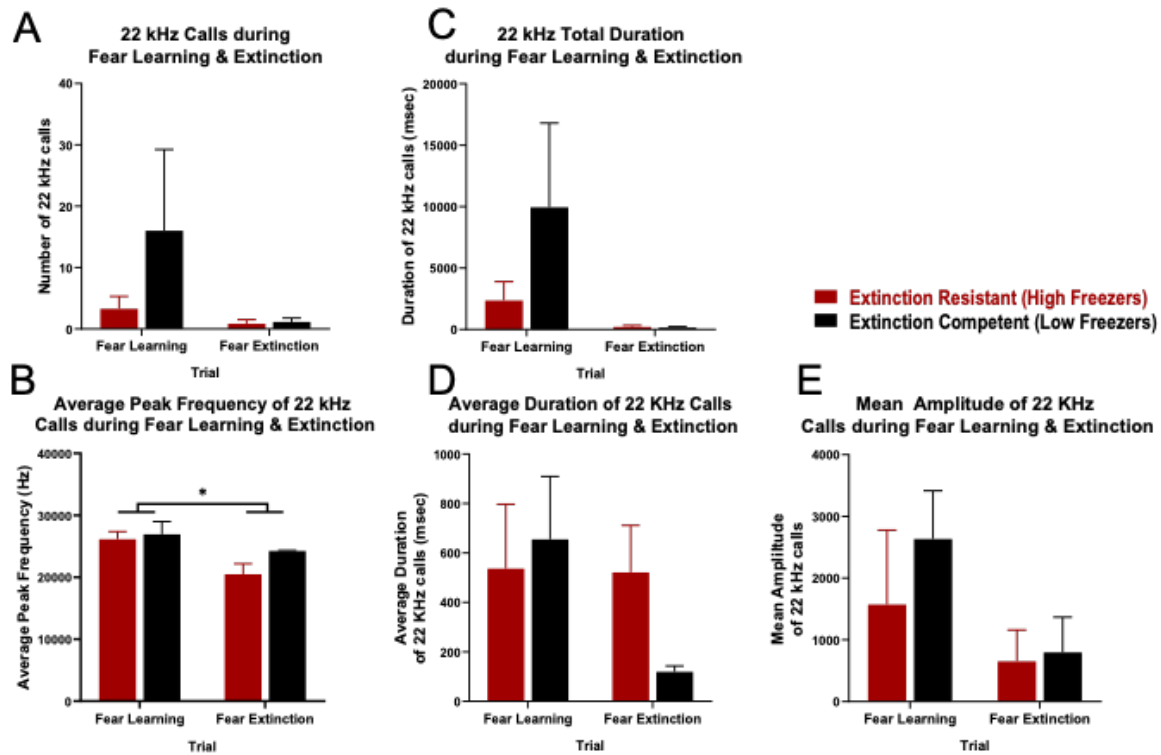 A
22 kHz Calls during
Fear Learning & Extinction
Number of 22 kHz calls
40
30
20
10
0
Fear Learning
Fear Extinction
Trial
C
22 kHz Total Duration
during Fear Learning & Extinction
Duration of 22 kHz calls (msec)
20000
15000
10000
5000
0
Fear Learning
Fear Extinction
Trial
Extinction Resistant (High Freezers)
Extinction Competent (Low Freezers)
B
Average Peak Frequency of 22 kHz
Calls during Fear Learning & Extinction
Average Peak Frequency (Hz)
40000
30000
20000
10000
0
*
Fear Learning
Fear Extinction
Trial
D
Average Duration of 22 KHz Calls
during Fear Learning & Extinction
Average Duration
of 22 KHz calls (msec)
1000
800
600
400
200
0
Fear Learning
Fear Extinction
Trial
E
Mean Amplitude of 22 KHz
Calls during Fear Learning & Extinction
Mean Amplitude
of 22 kHz calls
4000
3000
2000
1000
0
Fear Learning
Fear Extinction
Trial